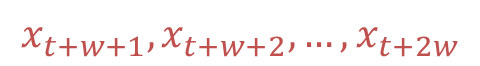 x_{t+w+1}, x_{t+w+2}, …, x_{t+2w}